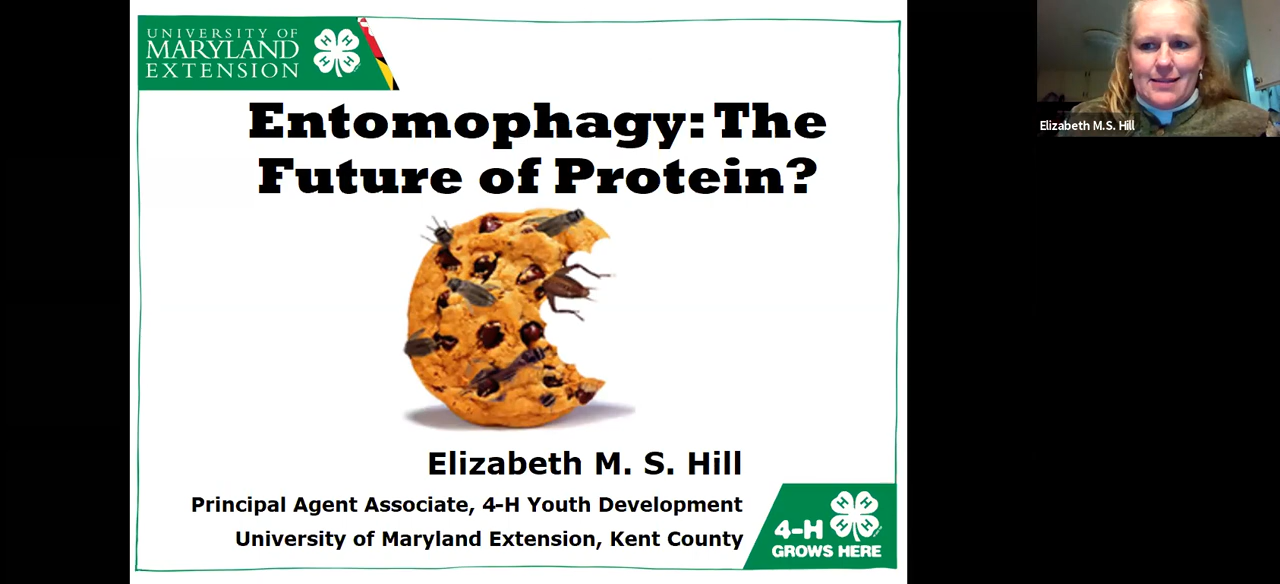 UNIVERSITY OF
MARYLAND
EXTENSION
Entomophagy: The
Future of Protein?
Elizabeth M. S. Hill
Principal Agent Associate, 4-H Youth Development
University of Maryland Extension, Kent County
4-H
GROWS HERE
Elizabeth M.S. Hill
H H H H
H H H H